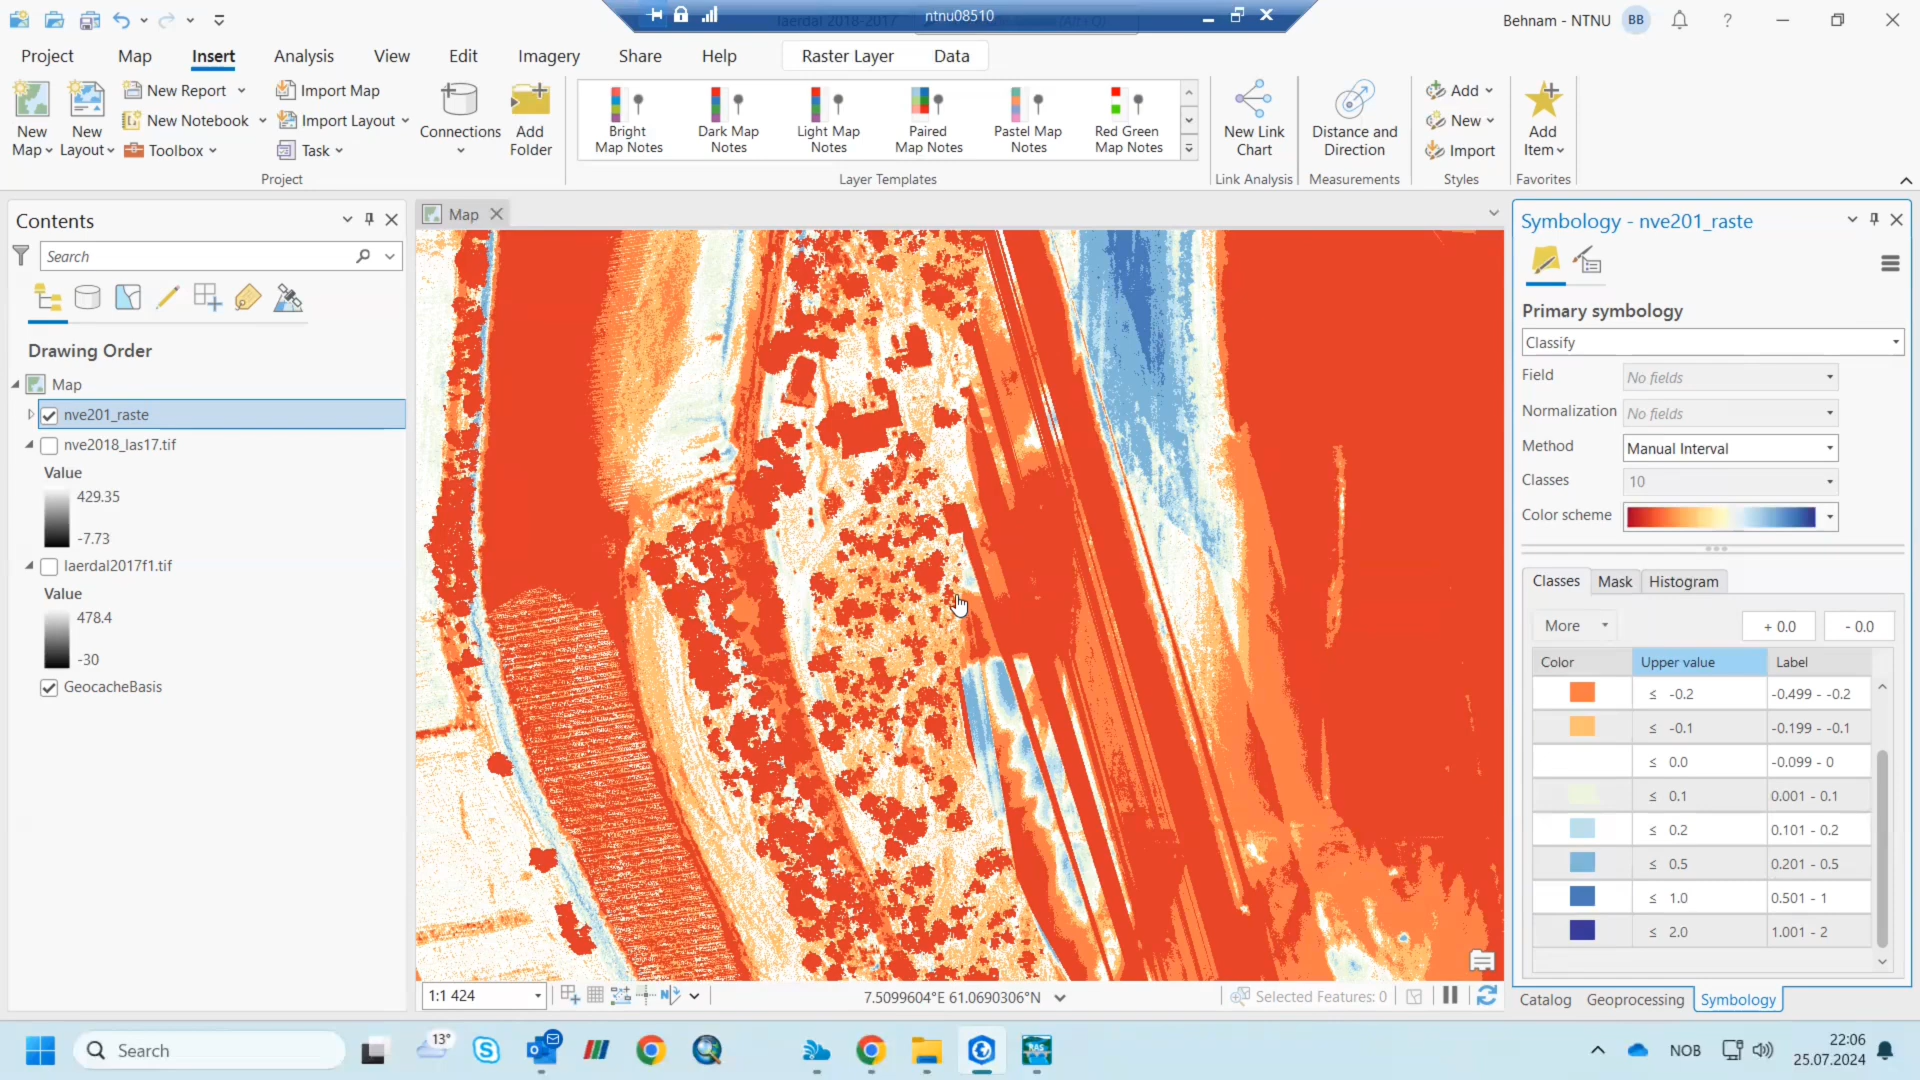 laerdal 2018-2017
ntnu08510
Behnam - NTNU
BB
?
Project
Map
Insert
Analysis
View
Edit
Imagery
Share
Help
Raster Layer
Data
New Map
New Layout
New Report
New Notebook
Toolbox
Import Map
Import Layout
Task
Connections
Add Folder
Bright Map Notes
Dark Map Notes
Light Map Notes
Paired Map Notes
Pastel Map Notes
Red Green Map Notes
New Link Chart
Distance and Direction
Add
New
Import
Add Item
Project
Layer Templates
Link Analysis
Measurements
Styles
Favorites
Contents
Search
Drawing Order
Map
nve201_raste
nve2018_las17.tif
Value
429.35
-7.73
laerdal2017f1.tif
Value
478.4
-30
GeocacheBasis
Map
1:1 424
7.5099604°E 61.0690306°N
Selected Features: 0
Symbology - nve201_raste
Primary symbology
Classify
Field
No fields
Normalization
No fields
Method
Manual Interval
Classes
10
Color scheme
Classes
Mask
Histogram
More
+ 0.0
- 0.0
Color
Upper value
Label
≤ -0.2
-0.499 - -0.2
≤ -0.1
-0.199 - -0.1
≤ 0.0
-0.099 - 0
≤ 0.1
0.001 - 0.1
≤ 0.2
0.101 - 0.2
≤ 0.5
0.201 - 0.5
≤ 1.0
0.501 - 1
≤ 2.0
1.001 - 2
Catalog
Geoprocessing
Symbology
Search
13°
RAS
NOB
22:06
25.07.2024